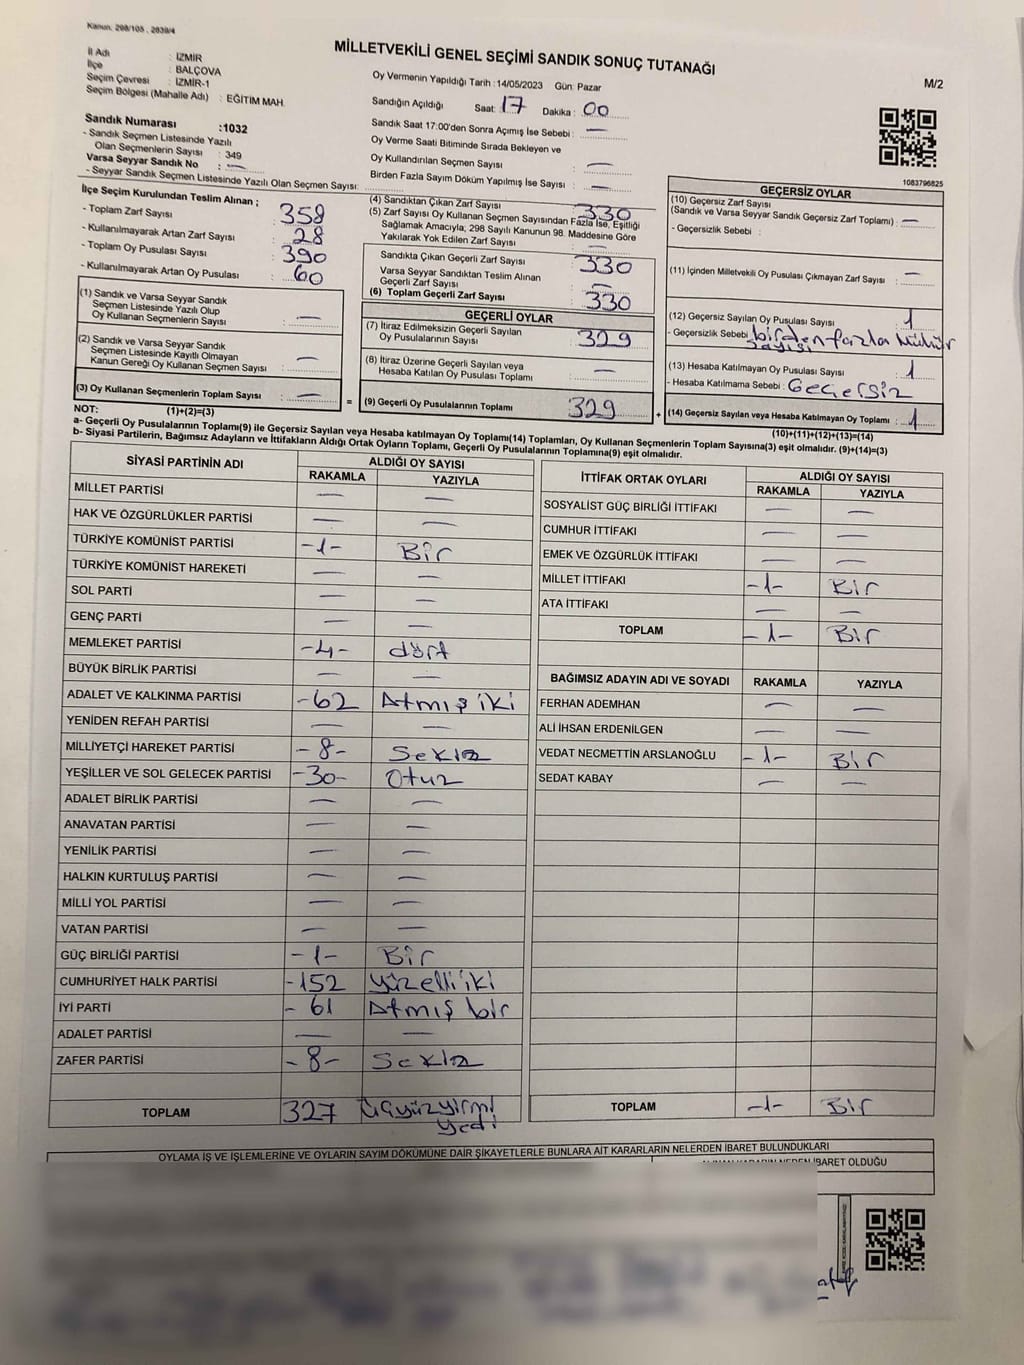 Kanun, 298/105 , 2839/4
MİLLETVEKİLİ GENEL SEÇİMİ SANDIK SONUÇ TUTANAĞI
M/2
İl Adı : İZMİR
İlçe : BALÇOVA
Seçim Çevresi : İZMİR-1
Seçim Bölgesi (Mahalle Adı) : EĞİTİM MAH.
Sandık Numarası :1032
- Sandık Seçmen Listesinde Yazılı
Olan Seçmenlerin Sayısı : 349
Varsa Seyyar Sandık No : —
- Seyyar Sandık Seçmen Listesinde Yazılı Olan Seçmen Sayısı:
Oy Vermenin Yapıldığı Tarih :14/05/2023 Gün: Pazar
Sandığın Açıldığı Saat: 17 Dakika : 00
Sandık Saat 17:00'den Sonra Açımış İse Sebebi : —
Oy Verme Saati Bitiminde Sırada Bekleyen ve
Oy Kullandırılan Seçmen Sayısı : —
Birden Fazla Sayım Döküm Yapılmış İse Sayısı : —
1083796825
İlçe Seçim Kurulundan Teslim Alınan ;
- Toplam Zarf Sayısı : 358
- Kullanılmayarak Artan Zarf Sayısı : 28
- Toplam Oy Pusulası Sayısı : 390
- Kullanılmayarak Artan Oy Pusulası : 60
(1) Sandık ve Varsa Seyyar Sandık
Seçmen Listesinde Yazılı Olup
Oy Kullanan Seçmenlerin Sayısı : —
(2) Sandık ve Varsa Seyyar Sandık
Seçmen Listesinde Kayıtlı Olmayan
Kanun Gereği Oy Kullanan Seçmen Sayısı : —
(3) Oy Kullanan Seçmenlerin Toplam Sayısı : —
(4) Sandıktan Çıkan Zarf Sayısı : 330
(5) Zarf Sayısı Oy Kullanan Seçmen Sayısından Fazla İse, Eşitliği
Sağlamak Amacıyla; 298 Sayılı Kanunun 98. Maddesine Göre
Yakılarak Yok Edilen Zarf Sayısı : —
Sandıkta Çıkan Geçerli Zarf Sayısı : 330
Varsa Seyyar Sandıktan Teslim Alınan
Geçerli Zarf Sayısı : —
(6) Toplam Geçerli Zarf Sayısı : 330
GEÇERLİ OYLAR
(7) İtiraz Edilmeksizin Geçerli Sayılan
Oy Pusulalarının Sayısı : 329
(8) İtiraz Üzerine Geçerli Sayılan veya
Hesaba Katılan Oy Pusulası Toplamı : —
= (9) Geçerli Oy Pusulalarının Toplamı : 329
GEÇERSİZ OYLAR
(10) Geçersiz Zarf Sayısı
(Sandık ve Varsa Seyyar Sandık Geçersiz Zarf Toplamı) : —
- Geçersizlik Sebebi :
(11) İçinden Milletvekili Oy Pusulası Çıkmayan Zarf Sayısı : —
(12) Geçersiz Sayılan Oy Pusulası Sayısı : 1
- Geçersizlik Sebebi : birden fazla Mühür
sayısı
(13) Hesaba Katılmayan Oy Pusulası Sayısı : 1
- Hesaba Katılmama Sebebi : Geçersiz
+ (14) Geçersiz Sayılan veya Hesaba Katılmayan Oy Toplamı : 1
NOT: (1)+(2)=(3)
(10)+(11)+(12)+(13)=(14)
a- Geçerli Oy Pusulalarının Toplamı(9) ile Geçersiz Sayılan veya Hesaba katılmayan Oy Toplamı(14) Toplamları, Oy Kullanan Seçmenlerin Toplam Sayısına(3) eşit olmalıdır. (9)+(14)=(3)
b- Siyasi Partilerin, Bağımsız Adayların ve İttifakların Aldığı Ortak Oyların Toplamı, Geçerli Oy Pusulalarının Toplamına(9) eşit olmalıdır.
SİYASİ PARTİNİN ADI ALDIĞI OY SAYISI
RAKAMLA YAZIYLA
MİLLET PARTİSİ — —
HAK VE ÖZGÜRLÜKLER PARTİSİ — —
TÜRKİYE KOMÜNİST PARTİSİ -1- Bir
TÜRKİYE KOMÜNİST HAREKETİ — —
SOL PARTİ — —
GENÇ PARTİ — —
MEMLEKET PARTİSİ -4- dört
BÜYÜK BİRLİK PARTİSİ — —
ADALET VE KALKINMA PARTİSİ -62 Atmış iki
YENİDEN REFAH PARTİSİ — —
MİLLİYETÇİ HAREKET PARTİSİ -8- Sekiz
YEŞİLLER VE SOL GELECEK PARTİSİ -30- Otuz
ADALET BİRLİK PARTİSİ — —
ANAVATAN PARTİSİ — —
YENİLİK PARTİSİ — —
HALKIN KURTULUŞ PARTİSİ — —
MİLLİ YOL PARTİSİ — —
VATAN PARTİSİ — —
GÜÇ BİRLİĞİ PARTİSİ -1- Bir
CUMHURİYET HALK PARTİSİ -152 yüzelli iki
İYİ PARTİ - 61 Atmış bir
ADALET PARTİSİ — —
ZAFER PARTİSİ -8- Sekiz
TOPLAM 327 Üçyüzyirmi
yedi
İTTİFAK ORTAK OYLARI ALDIĞI OY SAYISI
RAKAMLA YAZIYLA
SOSYALİST GÜÇ BİRLİĞİ İTTİFAKI — —
CUMHUR İTTİFAKI — —
EMEK VE ÖZGÜRLÜK İTTİFAKI — —
MİLLET İTTİFAKI -1- Bir
ATA İTTİFAKI — —
TOPLAM -1- Bir
BAĞIMSIZ ADAYIN ADI VE SOYADI RAKAMLA YAZIYLA
FERHAN ADEMHAN — —
ALİ İHSAN ERDENİLGEN — —
VEDAT NECMETTİN ARSLANOĞLU -1- Bir
SEDAT KABAY — —
TOPLAM -1- Bir
OYLAMA İŞ VE İŞLEMLERİNE VE OYLARIN SAYIM DÖKÜMÜNE DAİR ŞİKAYETLERLE BUNLARA AİT KARARLARIN NELERDEN İBARET BULUNDUKLARI
İBARET OLDUĞU